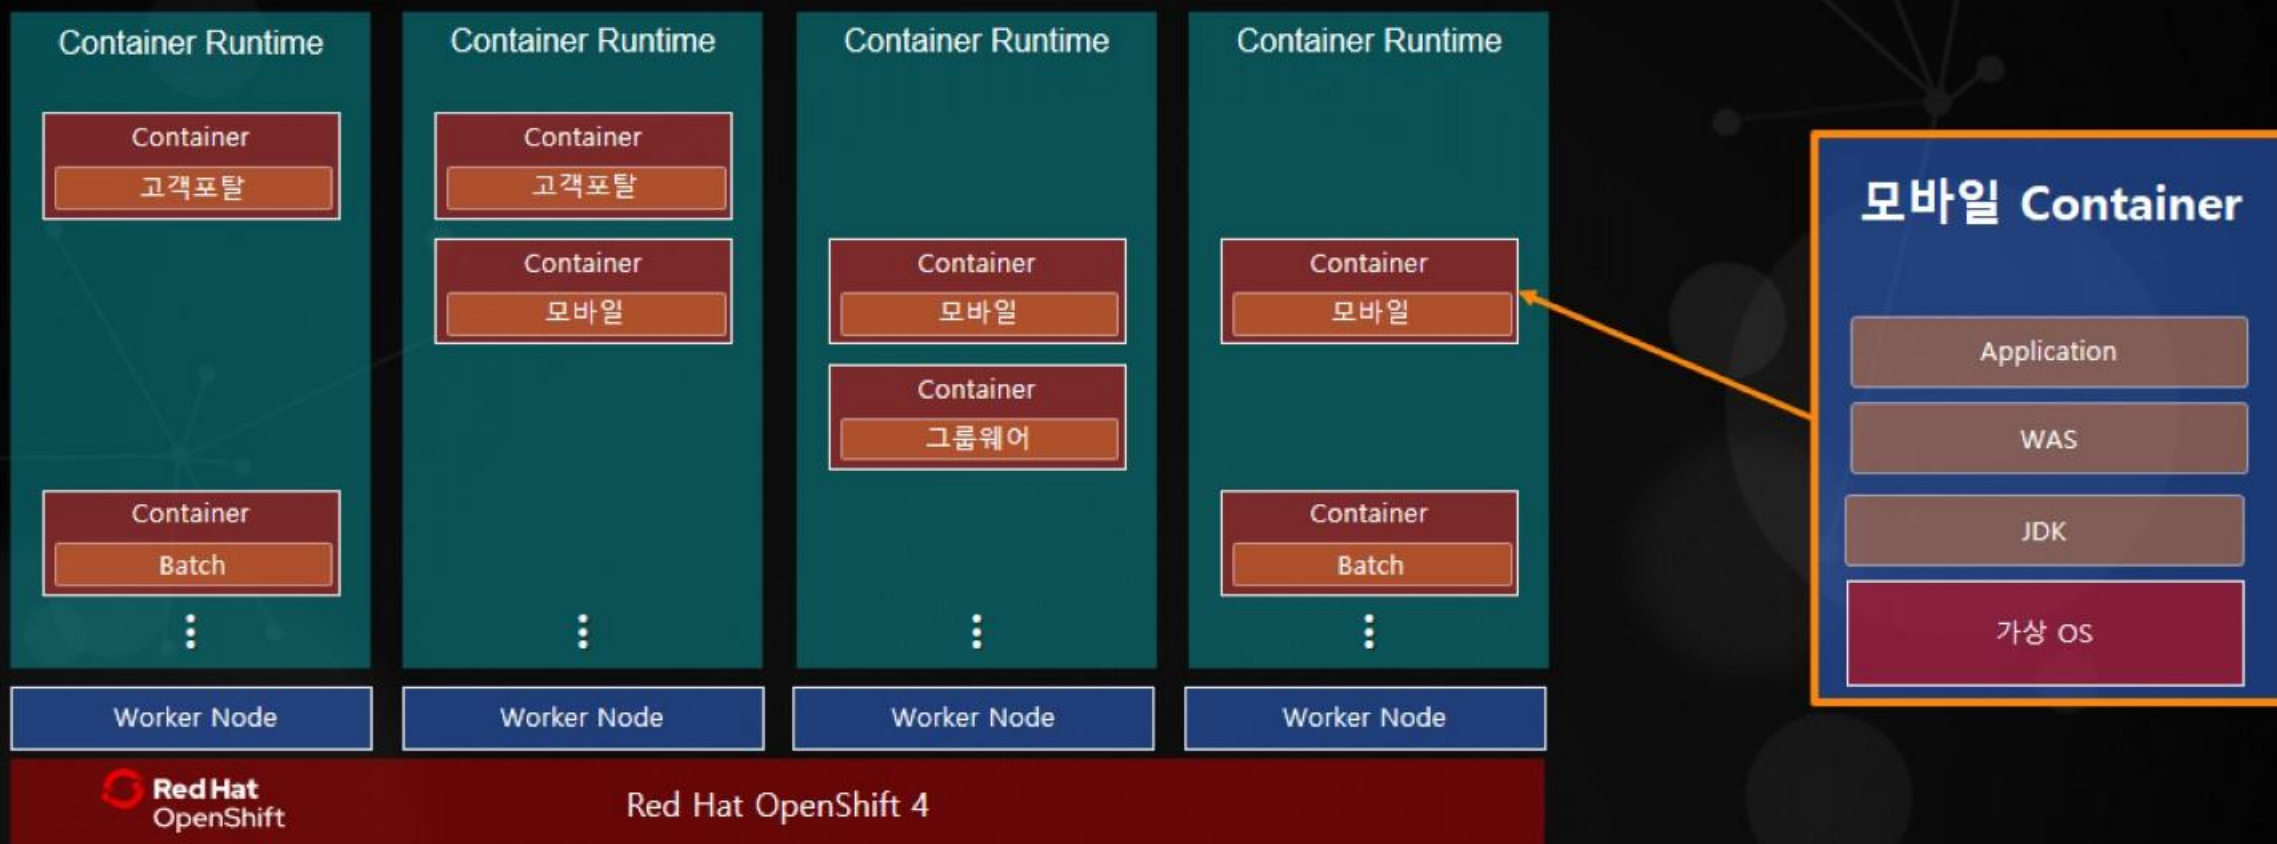 Container Runtime
Container
고객포탈
Container
Batch
Worker Node
Container Runtime
Container
고객포탈
Container
모바일
Worker Node
Container Runtime
Container
모바일
Container
그룹웨어
Worker Node
Container Runtime
Container
모바일
Container
Batch
Worker Node
Red Hat
OpenShift
Red Hat OpenShift 4
모바일 Container
Application
WAS
JDK
가상 OS